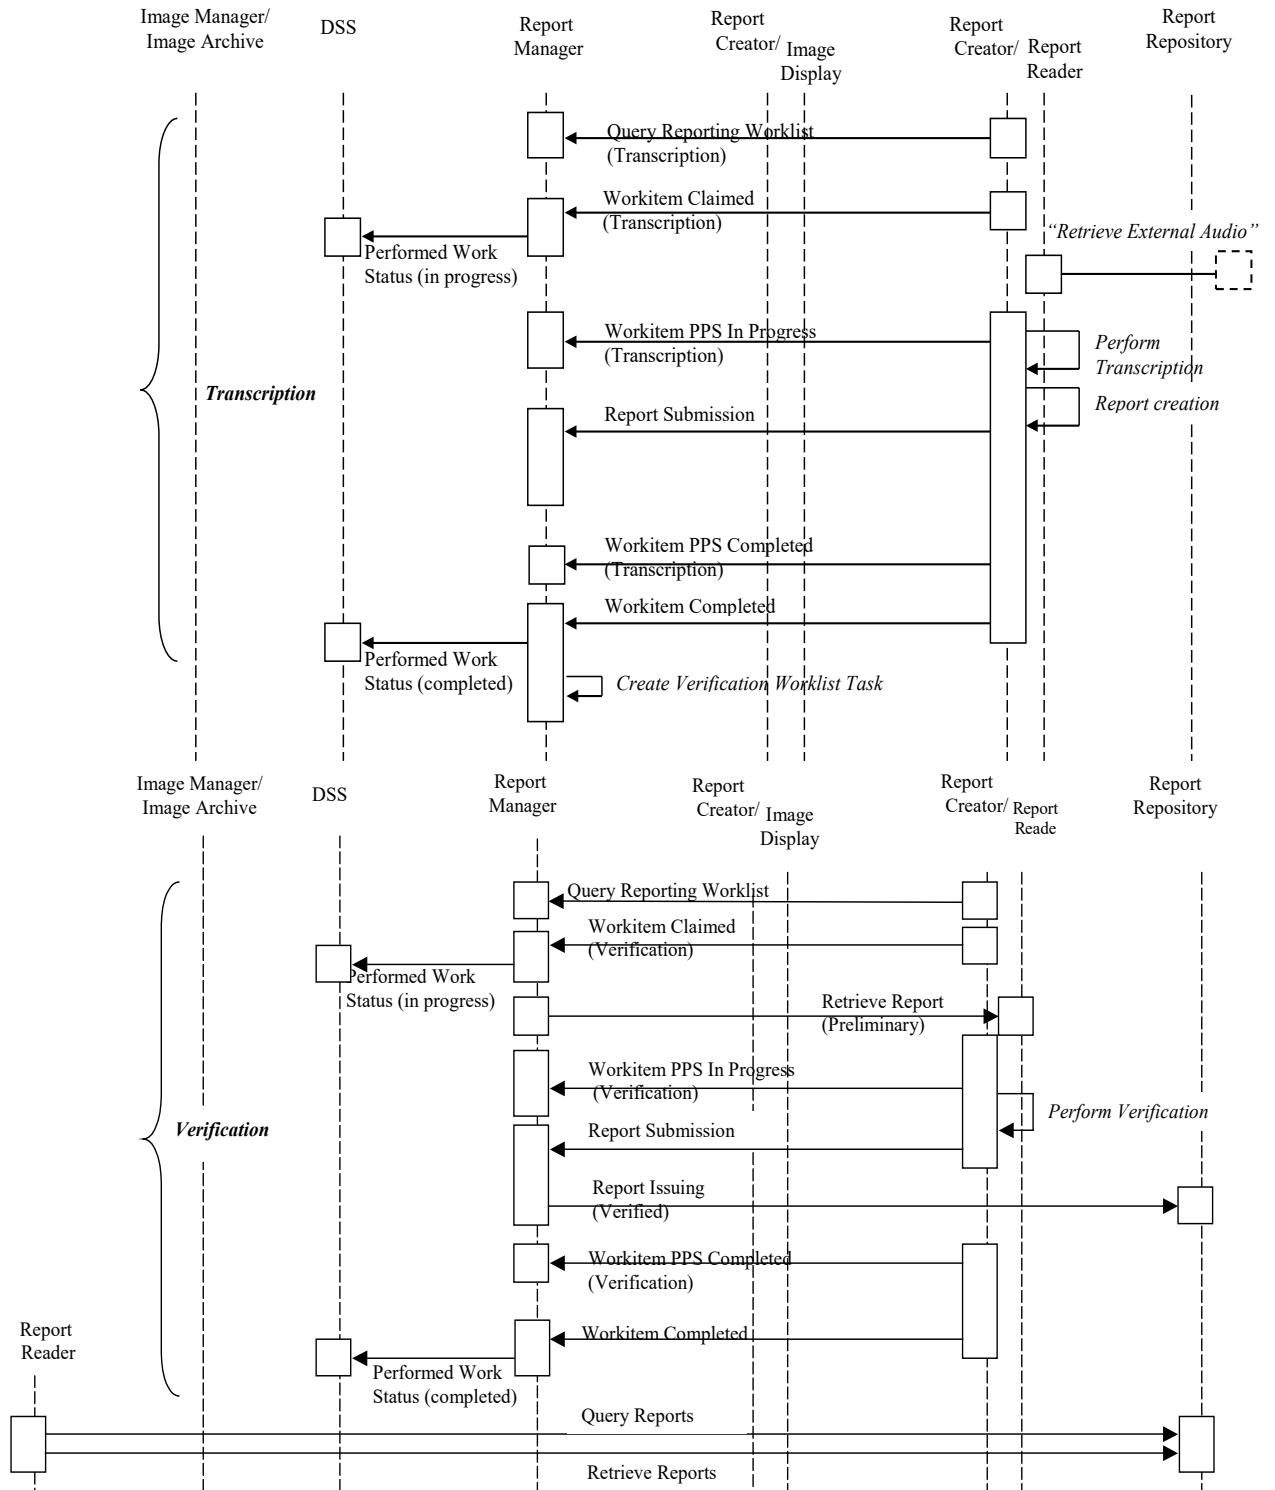 Image Manager/
Image Archive
DSS
Report
Manager
Report
Creator/
Image
Display
Report
Creator/
Report
Reader
Report
Repository
Query Reporting Worklist
(Transcription)
Workitem Claimed
(Transcription)
Performed Work
Status (in progress)
“Retrieve External Audio”
Workitem PPS In Progress
(Transcription)
Perform
Transcription
Transcription
Report creation
Report Submission
Workitem PPS Completed
(Transcription)
Workitem Completed
Performed Work
Status (completed)
Create Verification Worklist Task
Image Manager/
Image Archive
DSS
Report
Manager
Report
Creator/
Image
Display
Report
Creator/
Report
Reade
Report
Repository
Query Reporting Worklist
Workitem Claimed
(Verification)
Performed Work
Status (in progress)
Retrieve Report
(Preliminary)
Workitem PPS In Progress
(Verification)
Perform Verification
Verification
Report Submission
Report Issuing
(Verified)
Workitem PPS Completed
(Verification)
Report
Reader
Workitem Completed
Performed Work
Status (completed)
Query Reports
Retrieve Reports